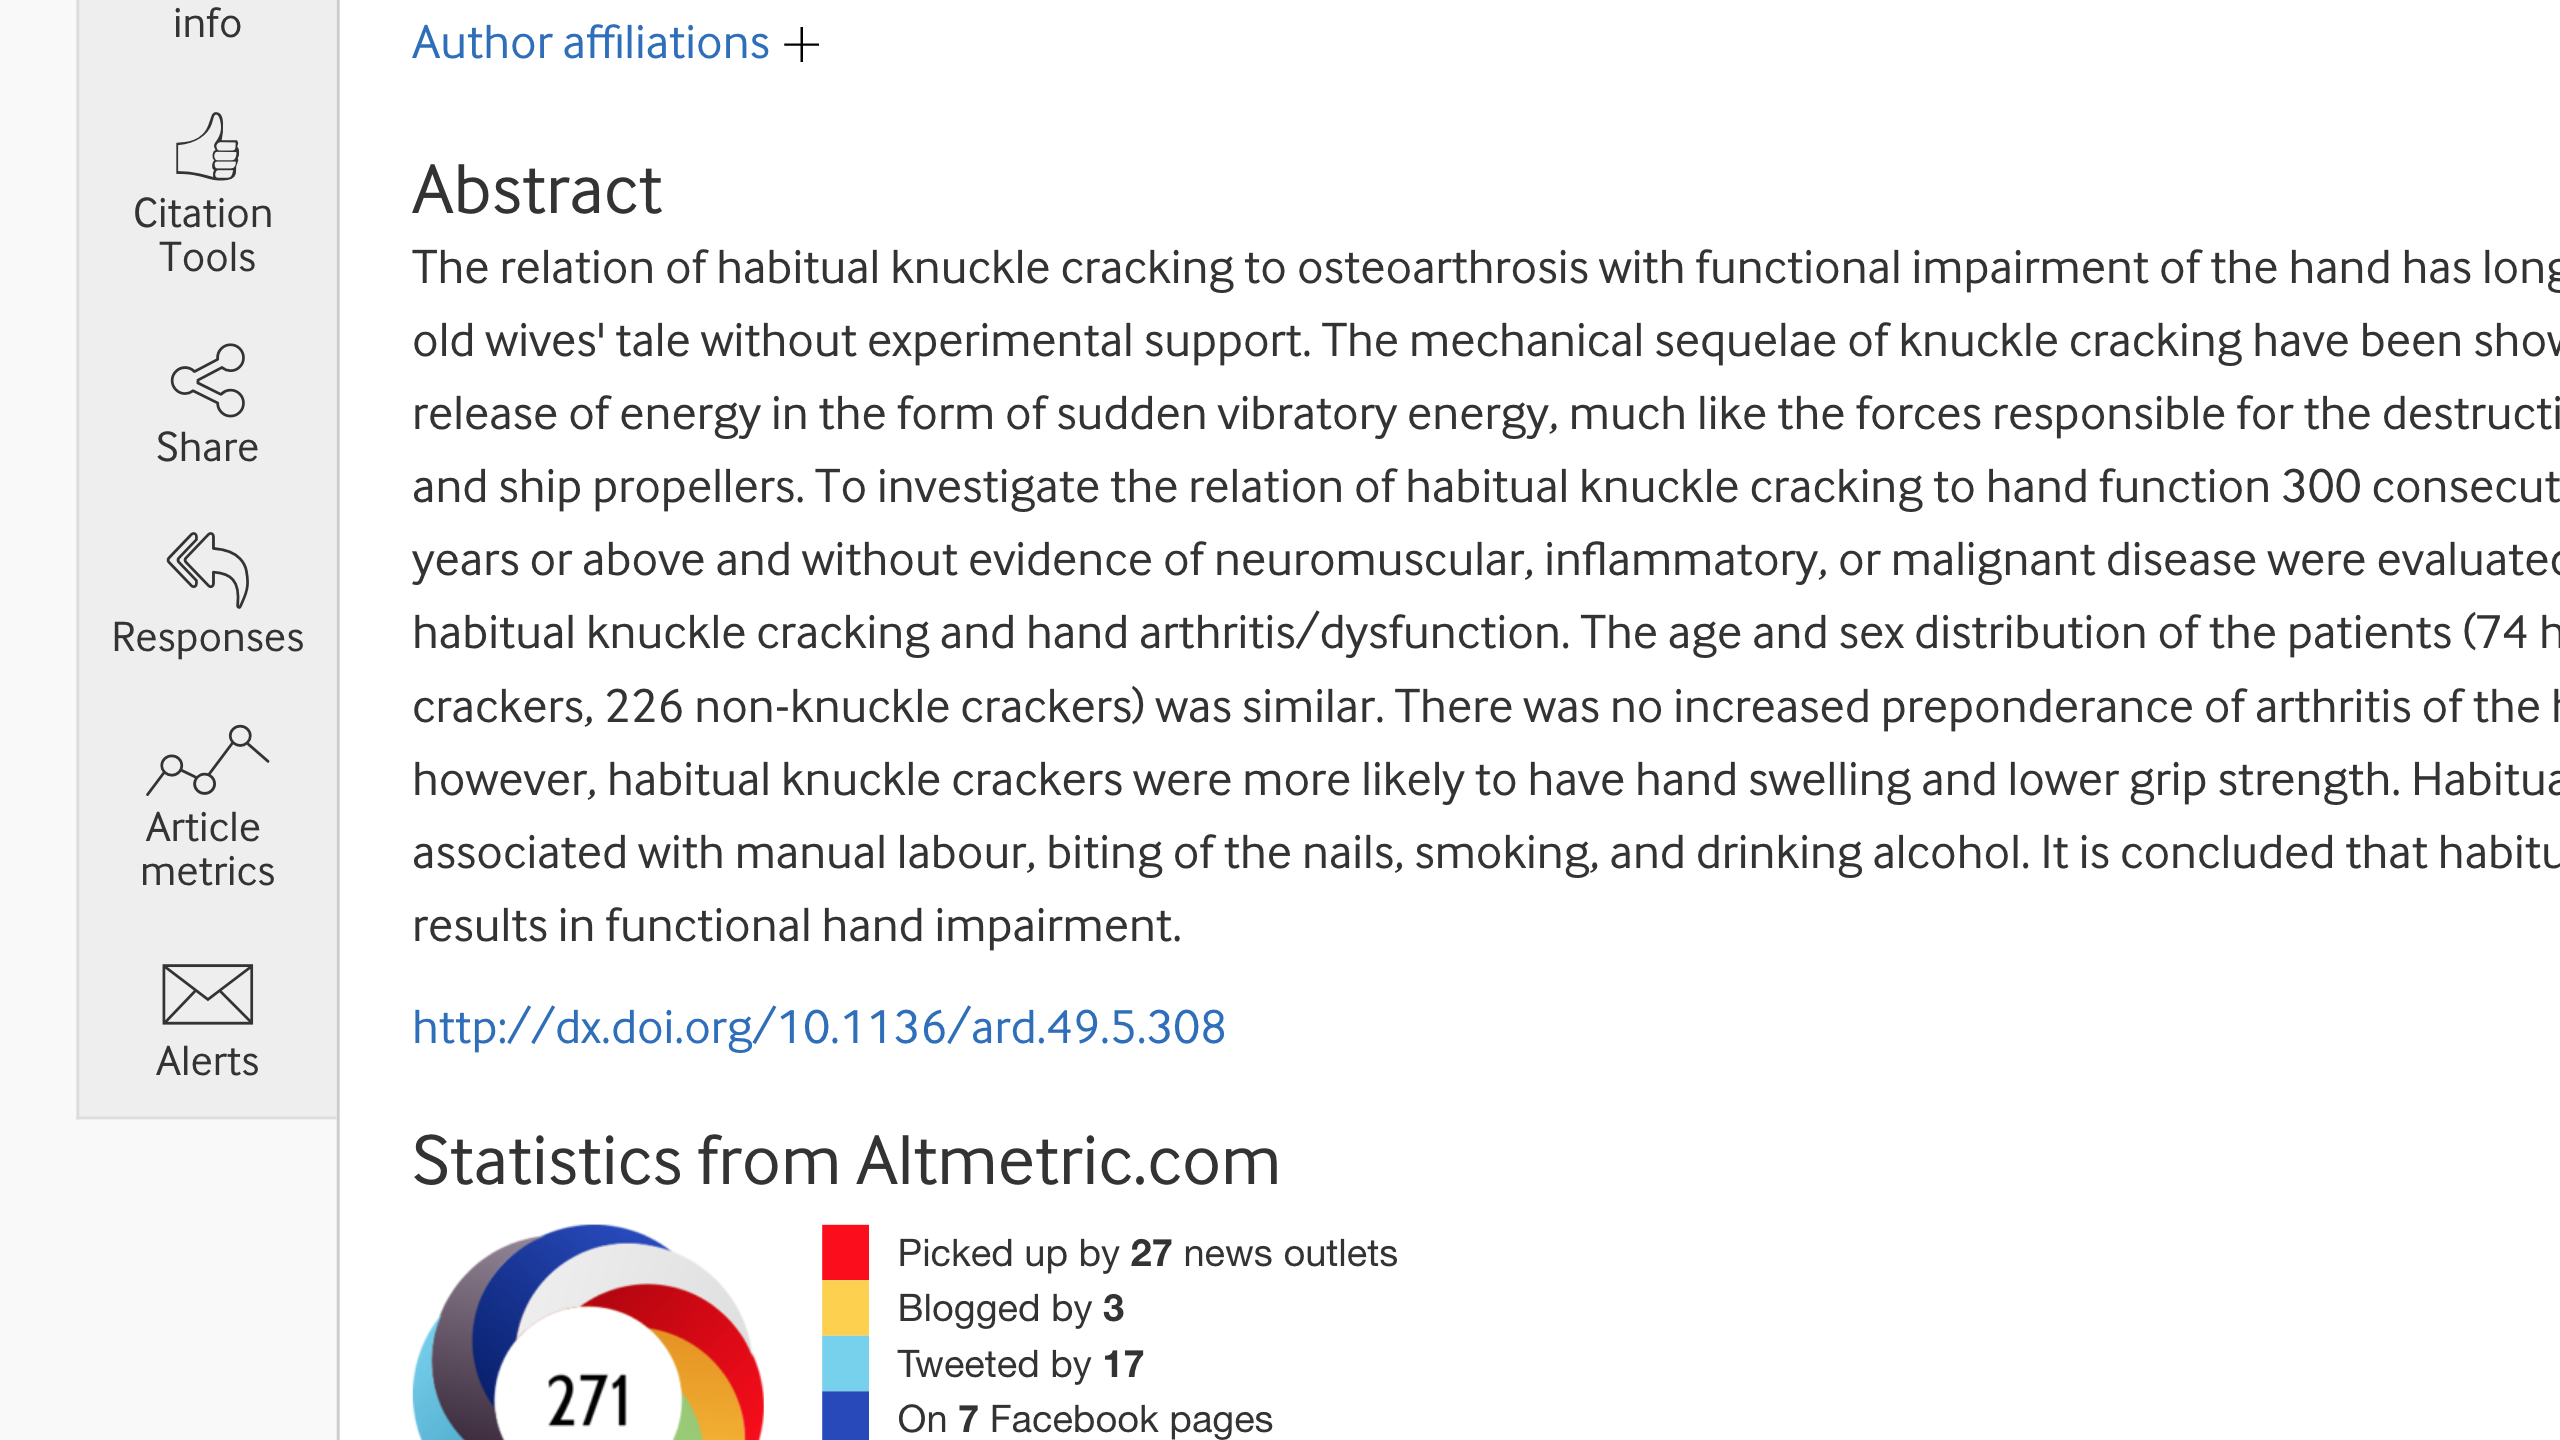 info
Citation
Tools
Share
Responses
Article
metrics
Alerts
Author affiliations +
Abstract
The relation of habitual knuckle cracking to osteoarthrosis with functional impairment of the hand has long
old wives' tale without experimental support. The mechanical sequelae of knuckle cracking have been
release of energy in the form of sudden vibratory energy, much like the forces responsible for the
and ship propellers. To investigate the relation of habitual knuckle cracking to hand function 300
years or above and without evidence of neuromuscular, inflammatory, or malignant disease were evaluated
habitual knuckle cracking and hand arthritis/dysfunction. The age and sex distribution of the patients (74
crackers, 226 non-knuckle crackers) was similar. There was no increased preponderance of arthritis of the
however, habitual knuckle crackers were more likely to have hand swelling and lower grip strength.
associated with manual labour, biting of the nails, smoking, and drinking alcohol. It is concluded that
results in functional hand impairment.
http://dx.doi.org/10.1136/ard.49.5.308
Statistics from Altmetric.com
271
Picked up by 27 news outlets
Blogged by 3
Tweeted by 17
On 7 Facebook pages